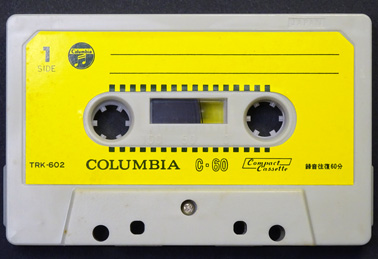 1
SIDE
Columbia
TRK-602
COLUMBIA
C-60
Compact
Cassette
録音往復60分